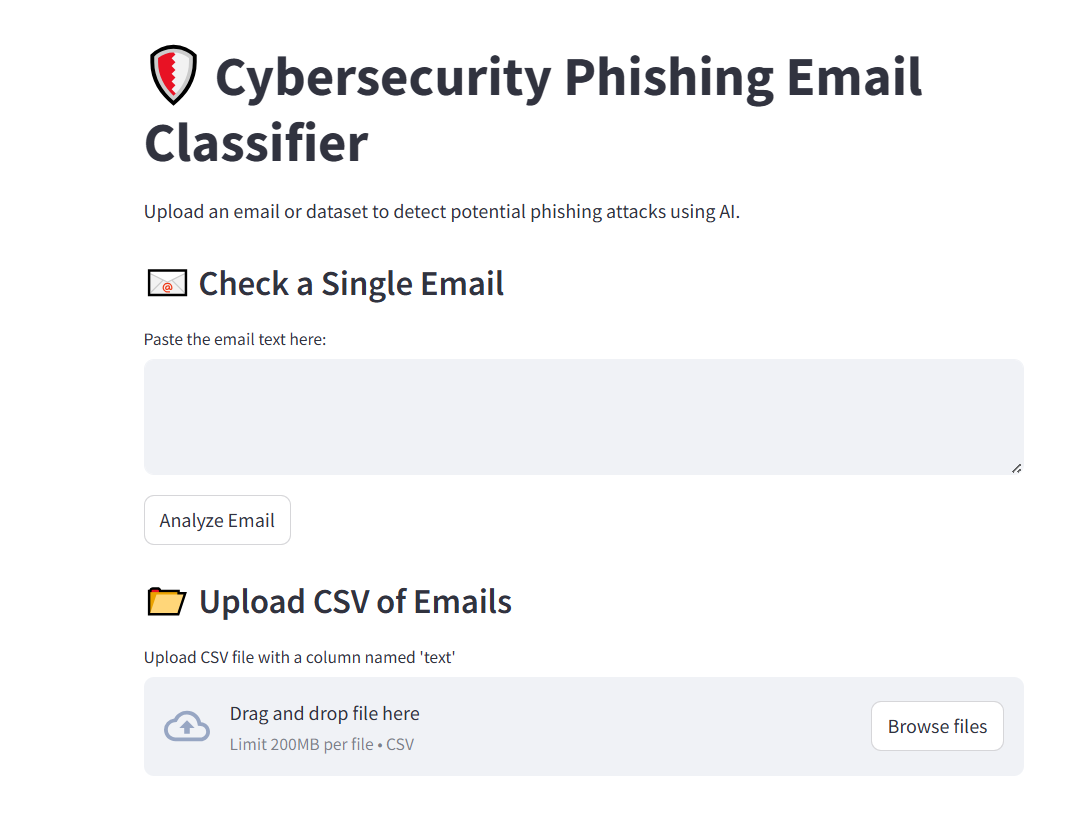 Cybersecurity Phishing Email
Classifier
Upload an email or dataset to detect potential phishing attacks using AI.
Check a Single Email
Paste the email text here:
Analyze Email
Upload CSV of Emails
Upload CSV file with a column named 'text'
Drag and drop file here
Limit 200MB per file • CSV
Browse files